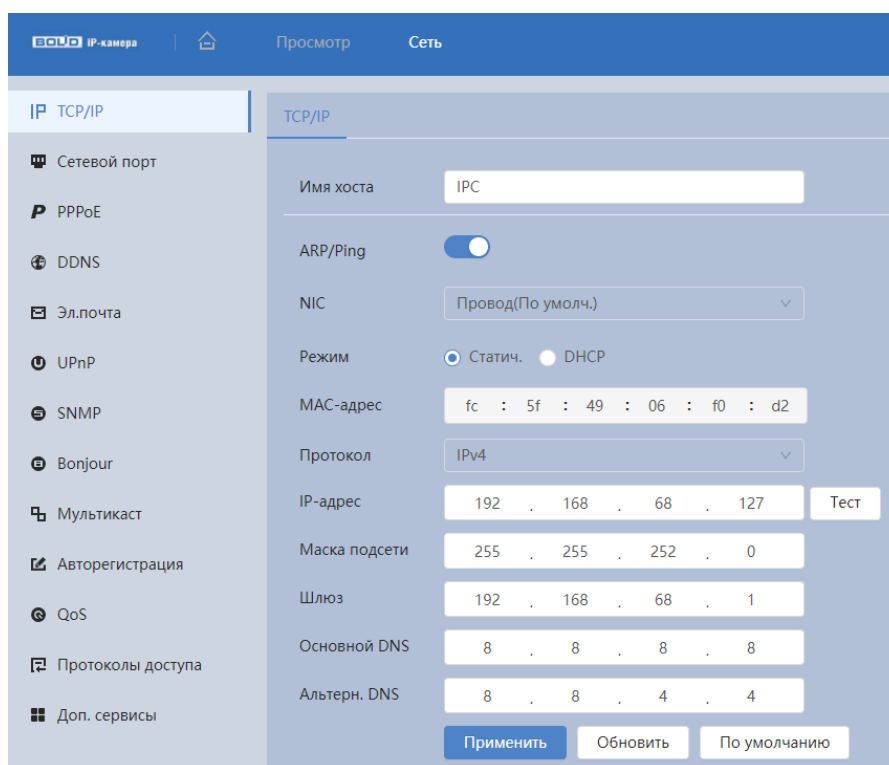 BOLID IP-камера Просмотр Сеть
TCP/IP
Сетевой порт
PPPoE
DDNS
Эл.почта
UPnP
SNMP
Bonjour
Мультикаст
Авторегистрация
QoS
Протоколы доступа
Доп. сервисы
TCP/IP
Имя хоста IPC
ARP/Ping
NIC Провод(По умолч.)
Режим Статич. DHCP
MAC-адрес fc : 5f : 49 : 06 : f0 : d2
Протокол IPv4
IP-адрес 192 . 168 . 68 . 127 Тест
Маска подсети 255 . 255 . 252 . 0
Шлюз 192 . 168 . 68 . 1
Основной DNS 8 . 8 . 8 . 8
Альтерн. DNS 8 . 8 . 4 . 4
Применить Обновить По умолчанию